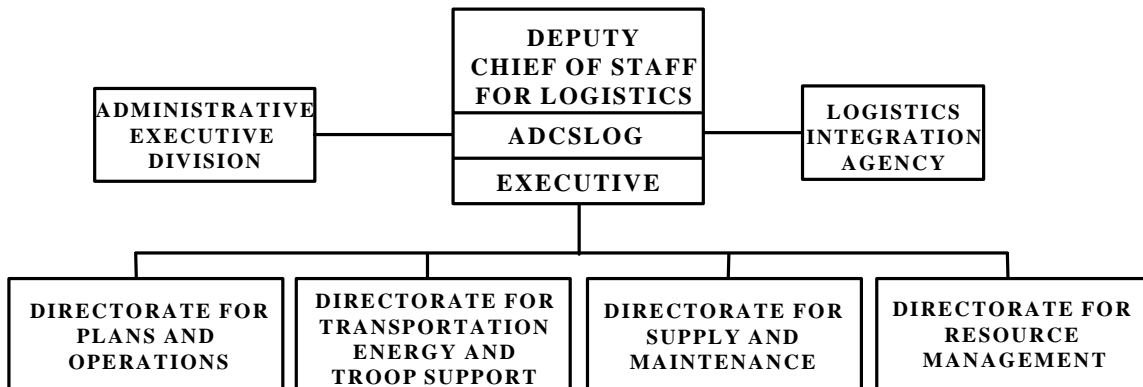 DEPUTY
CHIEF OF STAFF
FOR LOGISTICS
ADCSLOG
EXECUTIVE
ADMINISTRATIVE
EXECUTIVE
DIVISION
LOGISTICS
INTEGRATION
AGENCY
DIRECTORATE FOR
PLANS AND
OPERATIONS
DIRECTORATE FOR
TRANSPORTATION
ENERGY AND
TROOP SUPPORT
DIRECTORATE FOR
SUPPLY AND
MAINTENANCE
DIRECTORATE FOR
RESOURCE
MANAGEMENT